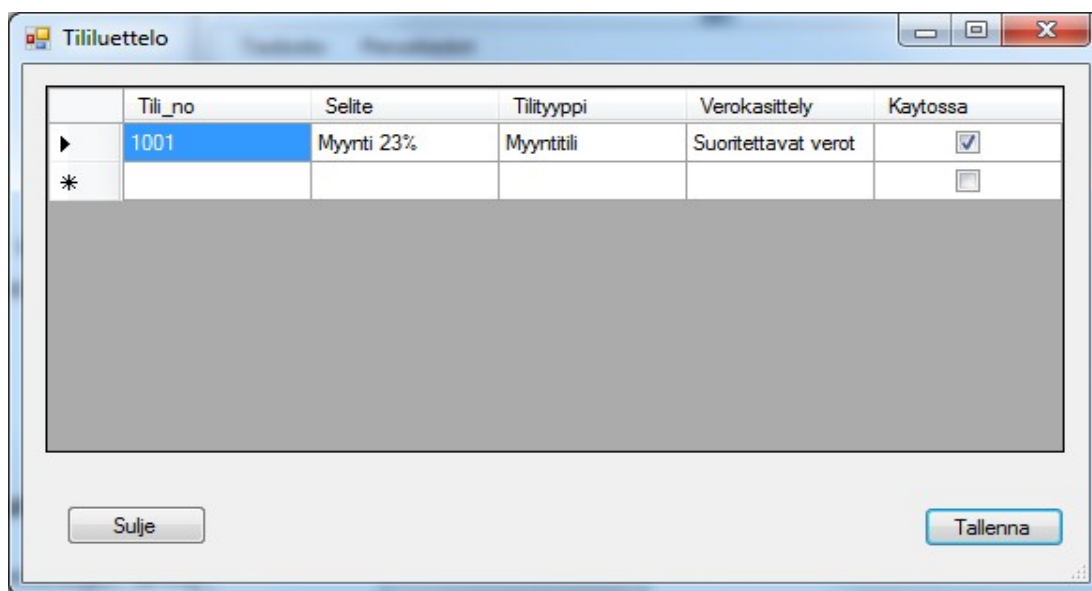 Tililuettelo
Tili_no Selite Tilityyppi Verokasittely Kaytossa
1001 Myynti 23% Myyntitili Suoritettavat verot
Sulje Tallenna